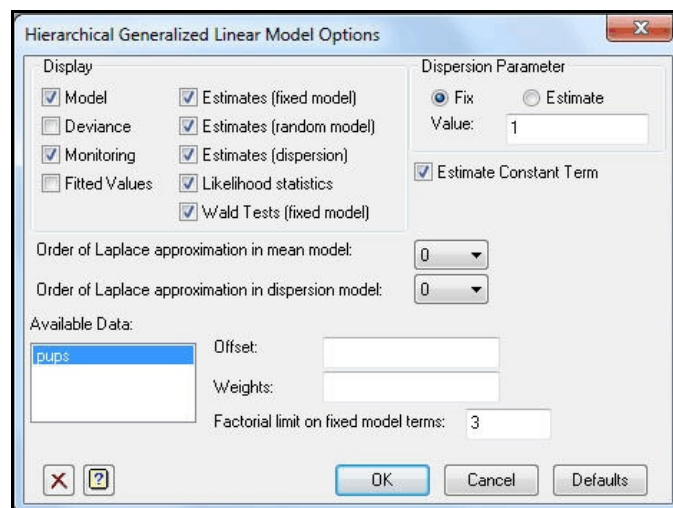 Hierarchical Generalized Linear Model Options
Display
Model
Deviance
Monitoring
Fitted Values
Estimates (fixed model)
Estimates (random model)
Estimates (dispersion)
Likelihood statistics
Wald Tests (fixed model)
Dispersion Parameter
Fix
Estimate
Value: 1
Estimate Constant Term
Order of Laplace approximation in mean model: 0
Order of Laplace approximation in dispersion model: 0
Available Data:
pups
Offset:
Weights:
Factorial limit on fixed model terms: 3
OK
Cancel
Defaults